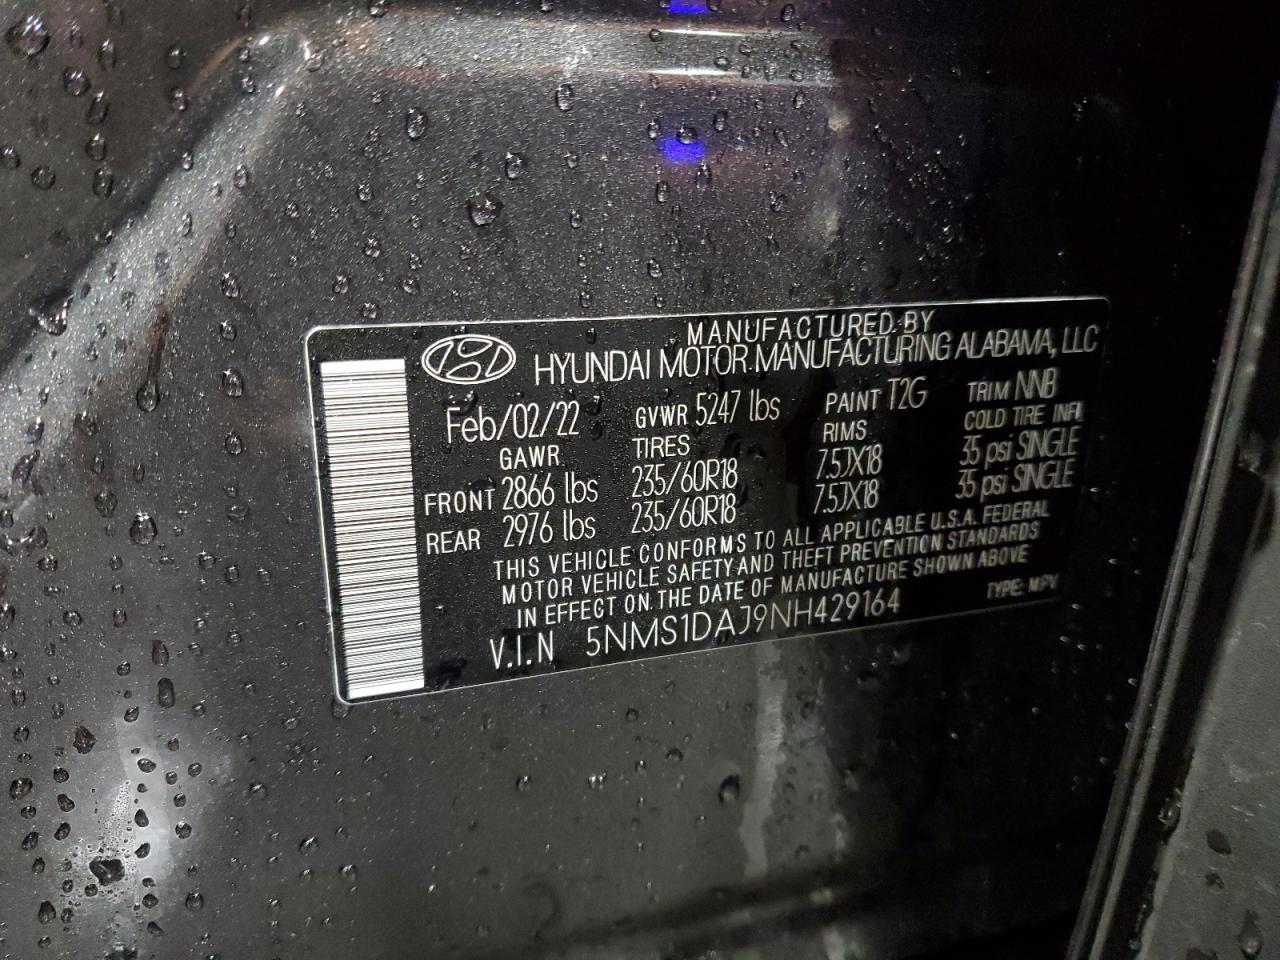 MANUFACTURED BY
HYUNDAI MOTOR MANUFACTURING ALABAMA, LLC
Feb/02/22 GVWR 5247 lbs PAINT T2G TRIM NNB
GAWR TIRES RIMS COLD TIRE INFL
FRONT 2866 lbs 235/60R18 7.5JX18 35 psi SINGLE
REAR 2976 lbs 235/60R18 7.5JX18 35 psi SINGLE
THIS VEHICLE CONFORMS TO ALL APPLICABLE U.S.A. FEDERAL
MOTOR VEHICLE SAFETY AND THEFT PREVENTION STANDARDS
IN EFFECT ON THE DATE OF MANUFACTURE SHOWN ABOVE
V.I.N 5NMS1DAJ9NH429164 TYPE: MPV